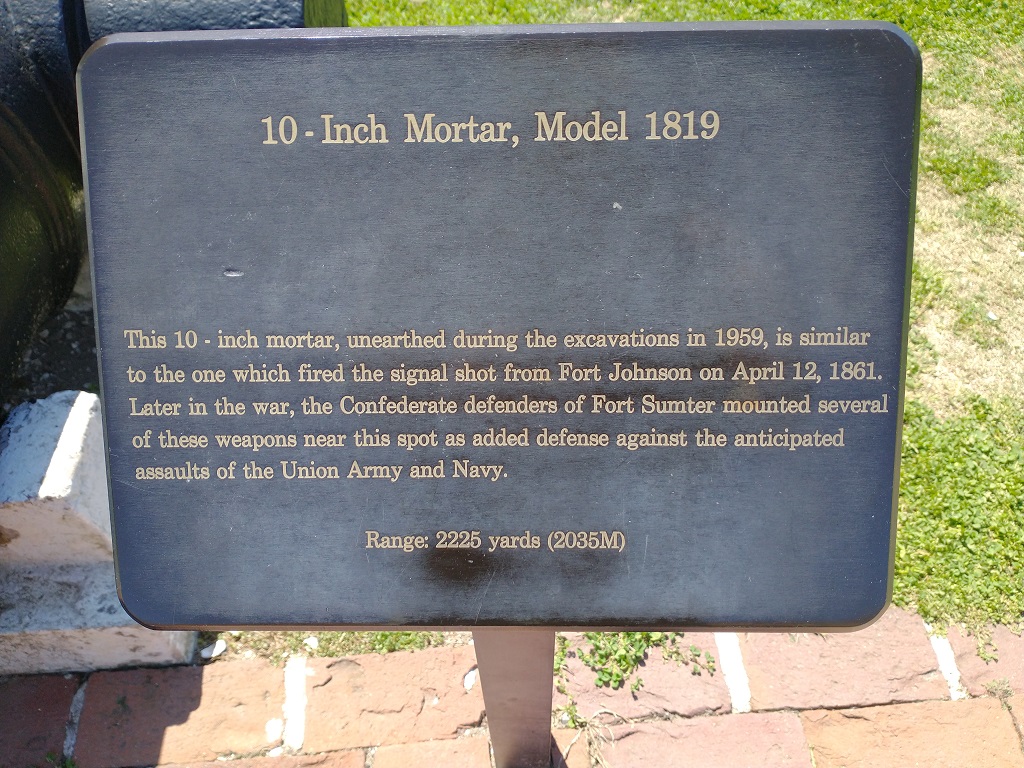 10 - Inch Mortar, Model 1819
This 10 - inch mortar, unearthed during the excavations in 1959, is similar
to the one which fired the signal shot from Fort Johnson on April 12, 1861.
Later in the war, the Confederate defenders of Fort Sumter mounted several
of these weapons near this spot as added defense against the anticipated
assaults of the Union Army and Navy.
Range: 2225 yards (2035M)